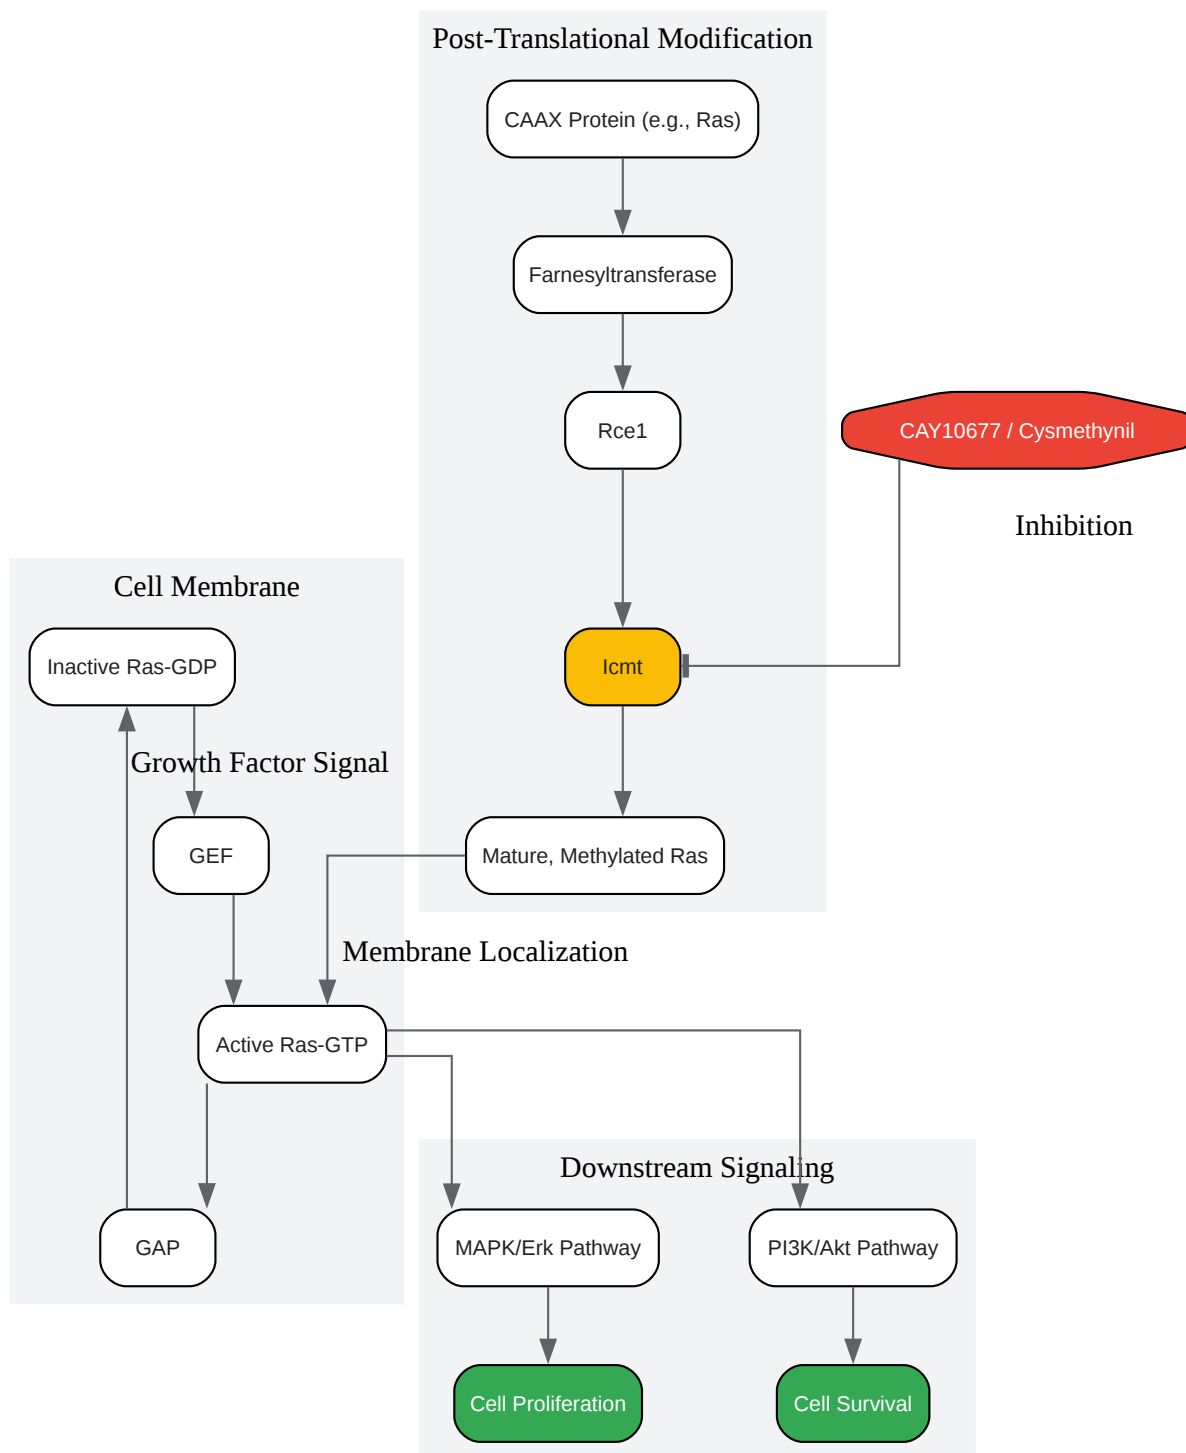 Post-Translational Modification
CAAX Protein (e.g., Ras)
Farnesyltransferase
Rce1
CAY10677 / Cysmethynil
Inhibition
Icmt
Mature, Methylated Ras
Cell Membrane
Inactive Ras-GDP
Growth Factor Signal
GEF
Membrane Localization
Active Ras-GTP
GAP
Downstream Signaling
MAPK/Erk Pathway
PI3K/Akt Pathway
Cell Proliferation
Cell Survival